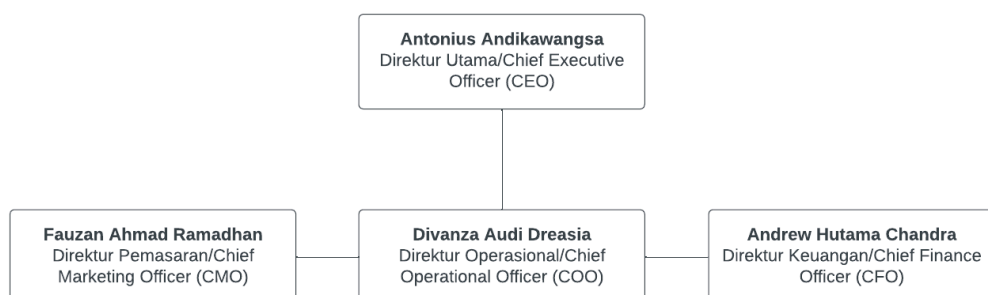 Antonius Andikawangsa
Direktur Utama/Chief Executive
Officer (CEO)
Fauzan Ahmad Ramadhan
Direktur Pemasaran/Chief
Marketing Officer (CMO)
Divanza Audi Dreasia
Direktur Operasional/Chief
Operational Officer (COO)
Andrew Hutama Chandra
Direktur Keuangan/Chief Finance
Officer (CFO)